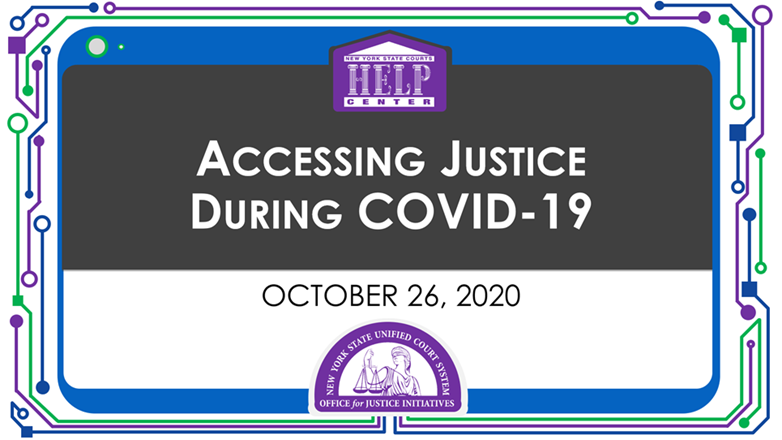 NEW YORK STATE COURTS
HELP
CENTER
ACCESSING JUSTICE
DURING COVID-19
OCTOBER 26, 2020
NEW YORK STATE UNIFIED COURT SYSTEM
OFFICE for JUSTICE INITIATIVES